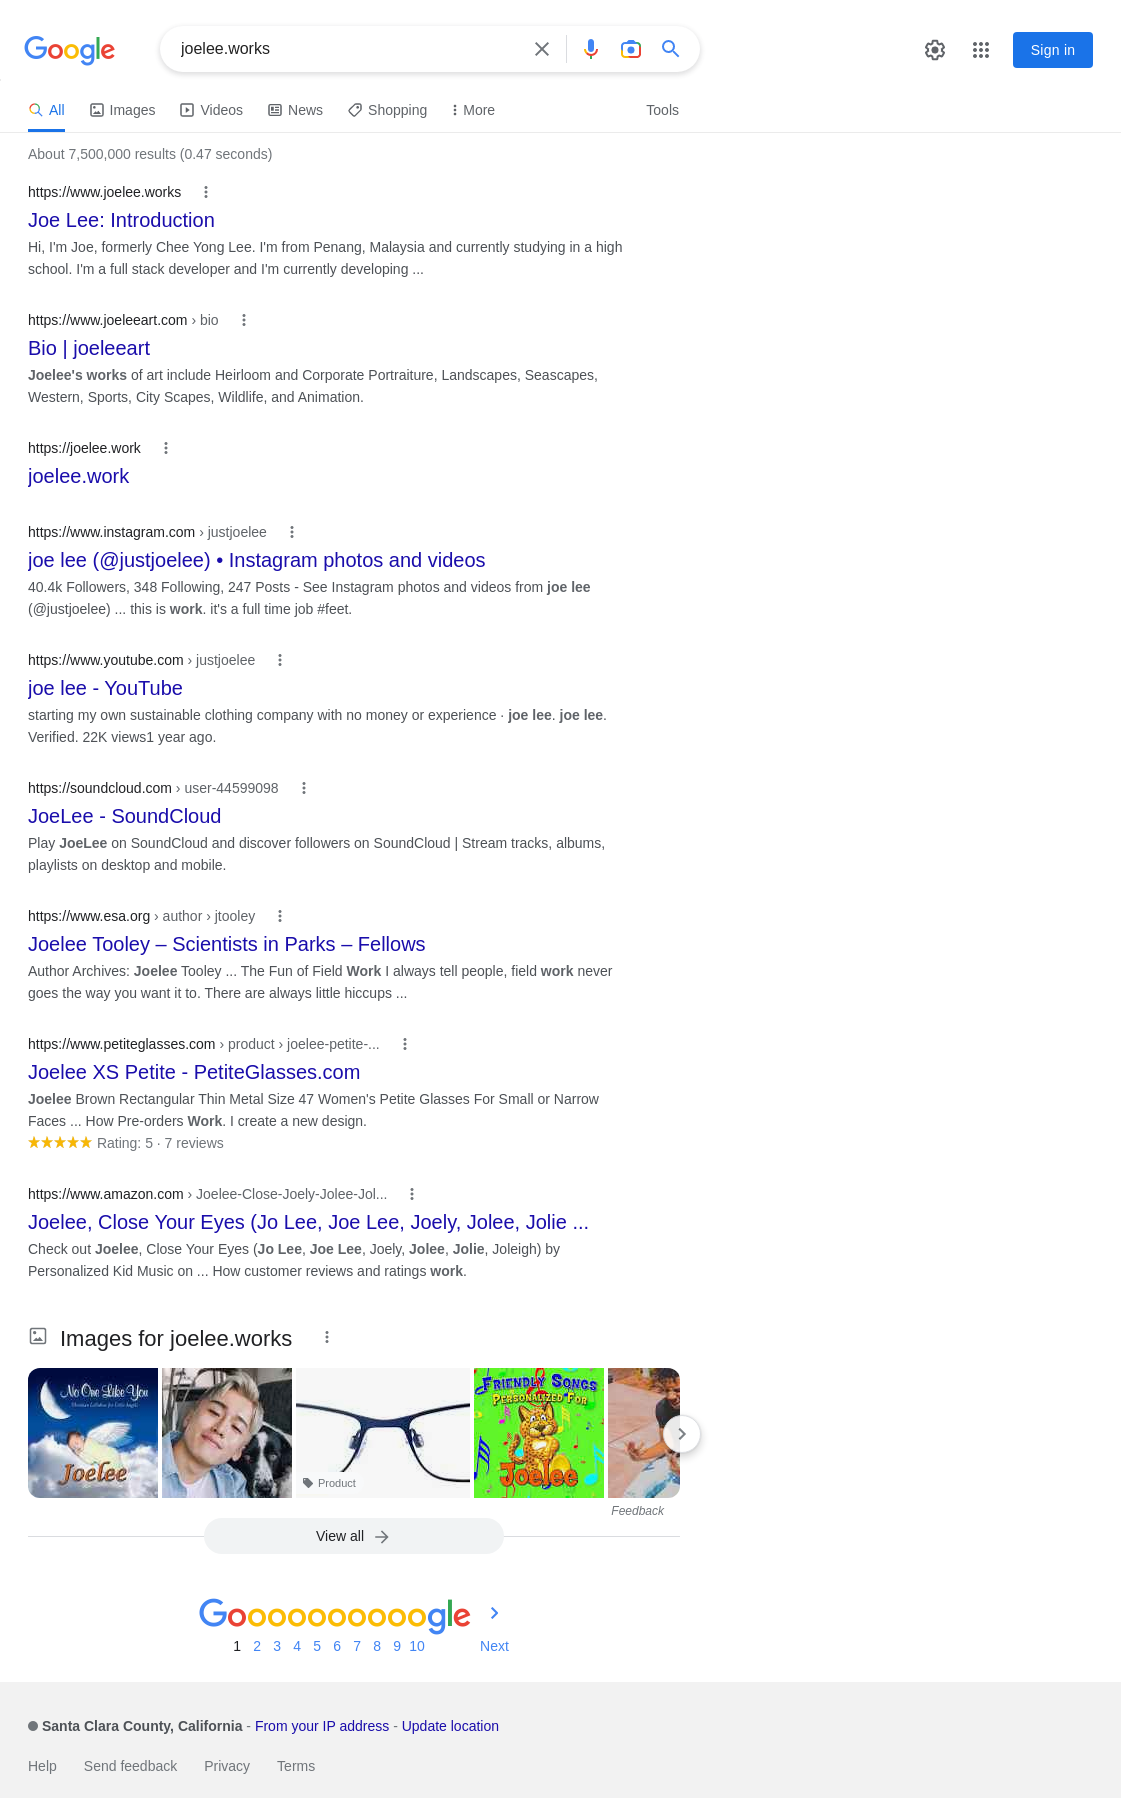 Google
joelee.works
Sign in
All
Images
Videos
News
Shopping
More
Tools
About 7,500,000 results (0.47 seconds)
https://www.joelee.works
Joe Lee: Introduction
Hi, I'm Joe, formerly Chee Yong Lee. I'm from Penang, Malaysia and currently studying in a high
school. I'm a full stack developer and I'm currently developing ...
https://www.joeleeart.com › bio
Bio | joeleeart
Joelee's works of art include Heirloom and Corporate Portraiture, Landscapes, Seascapes,
Western, Sports, City Scapes, Wildlife, and Animation.
https://joelee.work
joelee.work
https://www.instagram.com › justjoelee
joe lee (@justjoelee) • Instagram photos and videos
40.4k Followers, 348 Following, 247 Posts - See Instagram photos and videos from joe lee
(@justjoelee) ... this is work. it's a full time job #feet.
https://www.youtube.com › justjoelee
joe lee - YouTube
starting my own sustainable clothing company with no money or experience · joe lee. joe lee.
Verified. 22K views1 year ago.
https://soundcloud.com › user-44599098
JoeLee - SoundCloud
Play JoeLee on SoundCloud and discover followers on SoundCloud | Stream tracks, albums,
playlists on desktop and mobile.
https://www.esa.org › author › jtooley
Joelee Tooley – Scientists in Parks – Fellows
Author Archives: Joelee Tooley ... The Fun of Field Work I always tell people, field work never
goes the way you want it to. There are always little hiccups ...
https://www.petiteglasses.com › product › joelee-petite-...
Joelee XS Petite - PetiteGlasses.com
Joelee Brown Rectangular Thin Metal Size 47 Women's Petite Glasses For Small or Narrow
Faces ... How Pre-orders Work. I create a new design.
Rating: 5 · 7 reviews
https://www.amazon.com › Joelee-Close-Joely-Jolee-Jol...
Joelee, Close Your Eyes (Jo Lee, Joe Lee, Joely, Jolee, Jolie ...
Check out Joelee, Close Your Eyes (Jo Lee, Joe Lee, Joely, Jolee, Jolie, Joleigh) by
Personalized Kid Music on ... How customer reviews and ratings work.
Images for joelee.works
No One Like You
Christian Lullabies for Little Angels
Joelee
Product
FRIENDLY SONGS
PERSONALIZED FOR
Joelee
Feedback
View all
Goooooooooogle
1 2 3 4 5 6 7 8 9 10 Next
Santa Clara County, California - From your IP address - Update location
Help Send feedback Privacy Terms